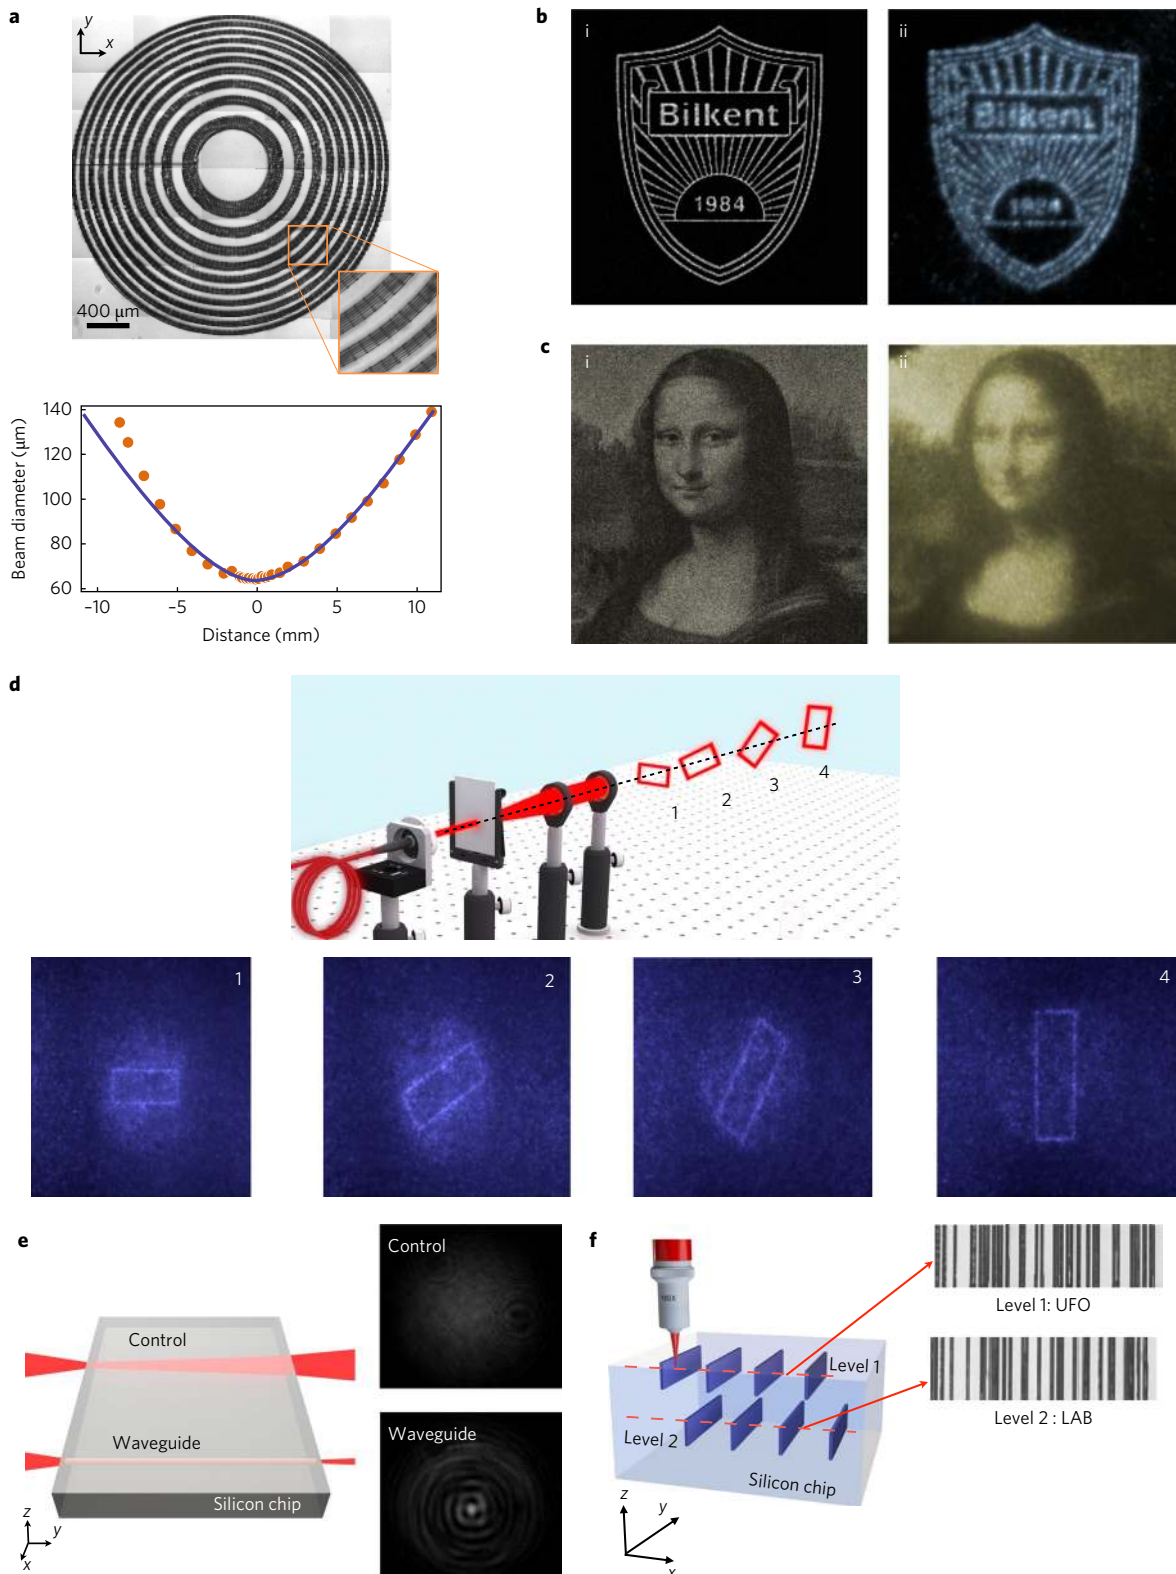 a
y
x
400 µm
140
120
100
80
60
Beam diameter (µm)
−10
−5
0
5
10
Distance (mm)
b
i
Bilkent
1984
ii
Bilkent
1984
c
i
ii
d
1
2
3
4
1
2
3
4
e
Control
Waveguide
Silicon chip
z
y
x
Control
Waveguide
f
Level 1
Level 2
Silicon chip
z
y
x
Level 1: UFO
Level 2 : LAB